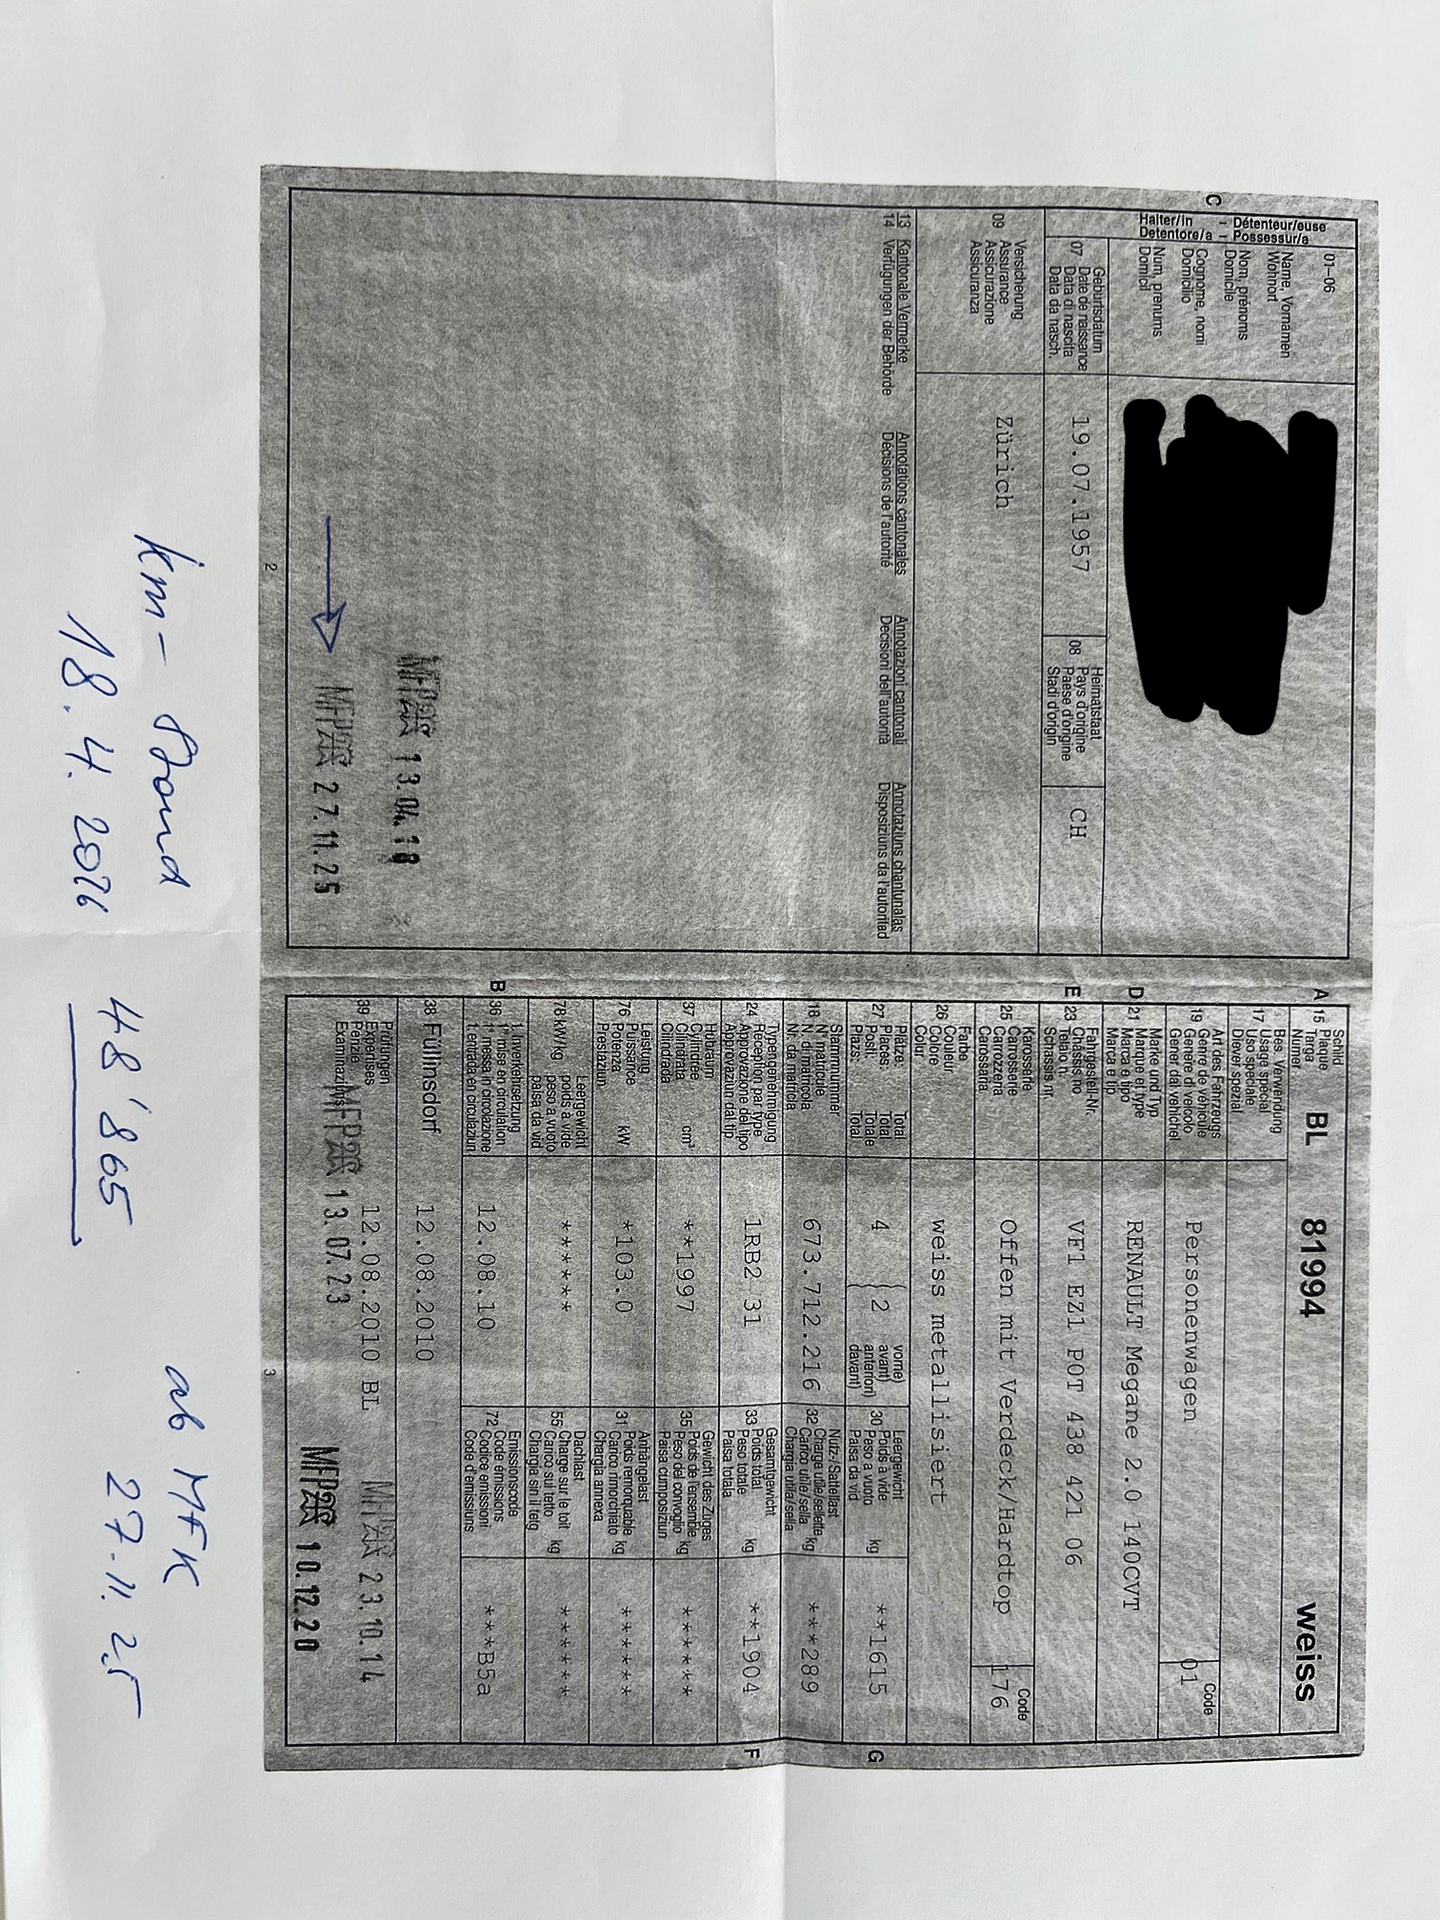 C
Halter/in – Détenteur/euse
Detentore/a – Possessur/a
01–06
Name, Vornamen
Wohnort
Nom, prénoms
Domicile
Cognome, nomi
Domicilio
Nom, prenums
Domicil
07
Geburtsdatum
Date de naissance
Data di nascita
Data da nasch.
19.07.1957
08
Heimatstaat
Pays d'origine
Paese d'origine
Stadi d'origin
CH
09
Versicherung
Assurance
Assicurazione
Assicuranza
Zürich
13 Kantonale Vermerke
14 Verfügungen der Behörde
Annotations cantonales
Décisions de l'autorité
Annotazioni cantonali
Decisioni dell'autorità
Annotaziuns chantunalas
Disposiziuns da l'autoritad
MFP 13.04.18
MFP 27.11.25
2
A 15
Schild
Plaque
Targa
Numer
BL 81994 weiss
17
Bes. Verwendung
Usage spécial
Uso speciale
Diever spezial
19
Art des Fahrzeugs
Genre de véhicule
Genere di veicolo
Gener dal vehichel
Personenwagen
Code
01
D 21
Marke und Typ
Marque et type
Marca e tipo
Marca e tip
RENAULT Megane 2.0 140CVT
E 23
Fahrgestell-Nr.
Châssis no
Telaio n.
Schassis nr.
VF1 EZ1 P0T 438 421 06
25
Karosserie
Carrosserie
Carrozzeria
Carossaria
Offen mit Verdeck/Hardtop
Code
176
26
Farbe
Couleur
Colore
Colur
weiss metallisiert
27
Plätze: Total
Places: Total
Posti: Totale
Plazs: Total
4
2
vorne)
avant)
anteriori)
davant)
30
Leergewicht
Poids à vide
Peso a vuoto
Paisa da vid
kg
**1615
G
18
Stammnummer
N° matricule
N. di matricola
Nr. da matricla
673.712.216
32
Nutz-/Sattellast
Charge utile/sellette
Carico utile/sella
Chargia utila/sella
kg
***289
24
Typengenehmigung
Réception par type
Approvazione del tipo
Approvaziun dal tip
1RB2 31
33
Gesamtgewicht
Poids total
Peso totale
Paisa totala
kg
**1904
F
37
Hubraum
Cylindrée
Cilindrata
Cilindrada
cm³
**1997
35
Gewicht des Zuges
Poids de l'ensemble
Peso del convoglio
Paisa cumposiziun
kg
******
76
Leistung
Puissance
Potenza
Prestaziun
kW
*103.0
31
Anhängelast
Poids remorquable
Carico rimorchiato
Chargia annexa
kg
******
78 kW/kg
Leergewicht
poids à vide
peso a vuoto
paisa da vid
******
55
Dachlast
Charge sur le toit
Carico sul tetto
Chargia sin il tetg
kg
******
B 36
1. Inverkehrsetzung
1re mise en circulation
1a messa in circolazione
1. entrada en circulaziun
12.08.10
72
Emissionscode
Code émissions
Codice emissioni
Code d'emissiuns
***B5a
38 Füllinsdorf 12.08.2010
39
Prüfungen
Expertises
Perizie
Examinaziuns
12.08.2010 BL
MFP 23.10.14
MFP 13.07.23
MFP 10.12.20
3
km-Stand
18.4.2026 48'865
ab MFK
27.11.25